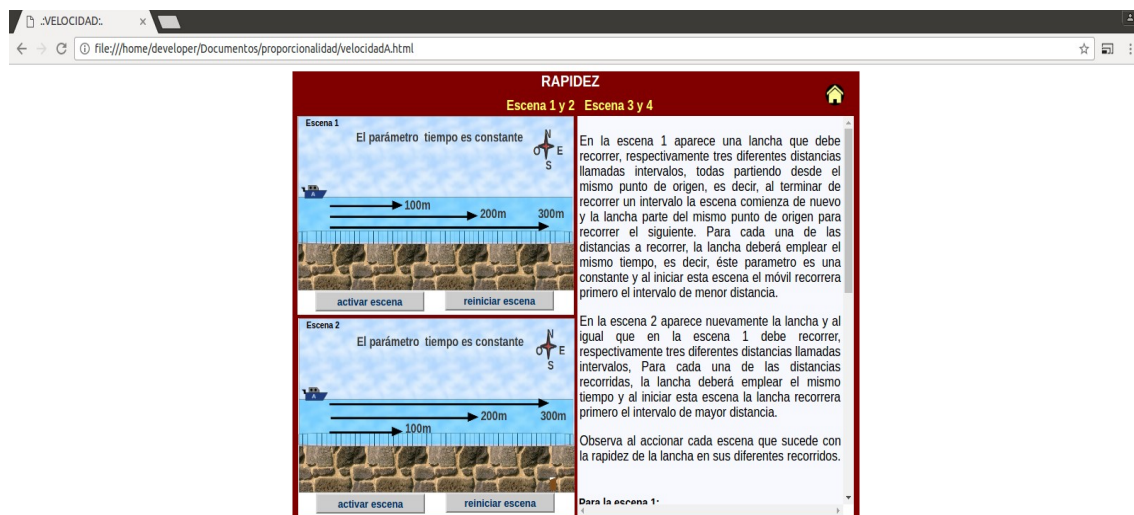 .:VELOCIDAD:.
file:///home/developer/Documentos/proporcionalidad/velocidadA.html
RAPIDEZ
Escena 1 y 2 Escena 3 y 4
Escena 1
El parámetro tiempo es constante
N
O E
S
A
100m
200m 300m
activar escena reiniciar escena
Escena 2
El parámetro tiempo es constante
N
O E
S
A
200m 300m
100m
activar escena reiniciar escena
En la escena 1 aparece una lancha que debe
recorrer, respectivamente tres diferentes distancias
llamadas intervalos, todas partiendo desde el
mismo punto de origen, es decir, al terminar de
recorrer un intervalo la escena comienza de nuevo
y la lancha parte del mismo punto de origen para
recorrer el siguiente. Para cada una de las
distancias a recorrer, la lancha deberá emplear el
mismo tiempo, es decir, éste parametro es una
constante y al iniciar esta escena el móvil recorrera
primero el intervalo de menor distancia.
En la escena 2 aparece nuevamente la lancha y al
igual que en la escena 1 debe recorrer,
respectivamente tres diferentes distancias llamadas
intervalos, Para cada una de las distancias
recorridas, la lancha deberá emplear el mismo
tiempo y al iniciar esta escena la lancha recorrera
primero el intervalo de mayor distancia.
Observa al accionar cada escena que sucede con
la rapidez de la lancha en sus diferentes recorridos.
Para la escena 1: